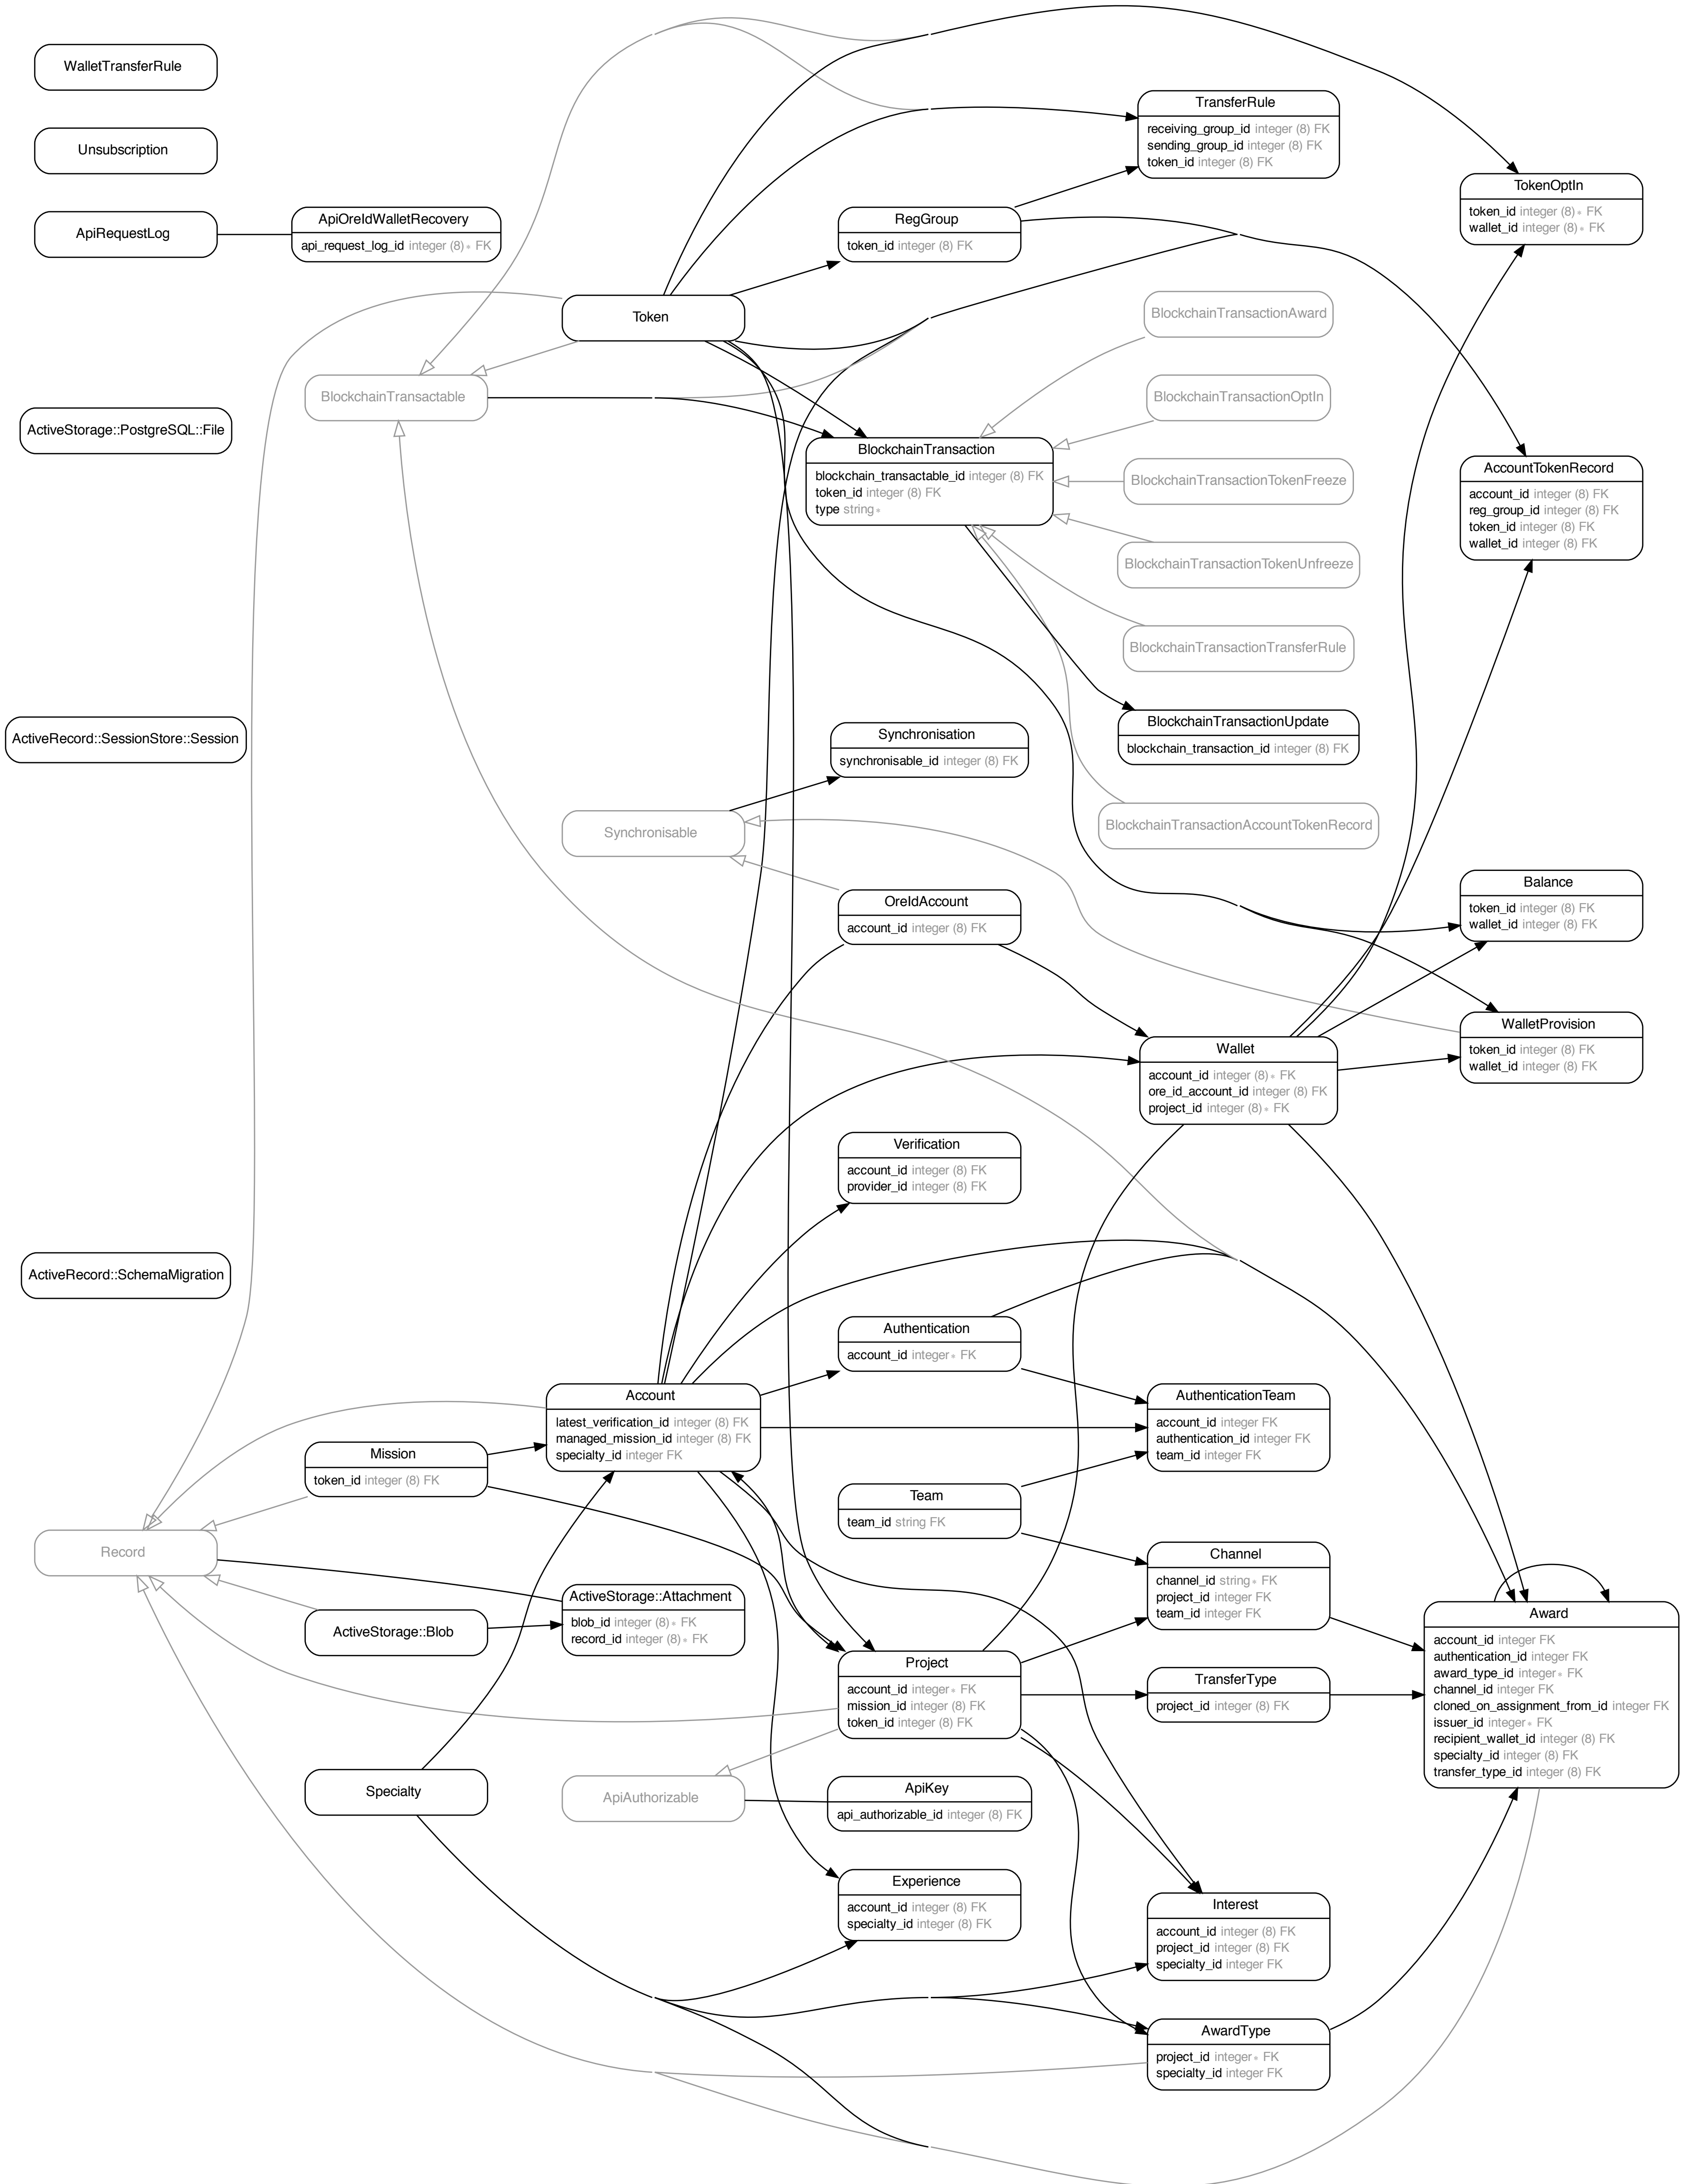 WalletTransferRule
Unsubscription
ApiRequestLog
ApiOreIdWalletRecovery
api_request_log_id integer (8)∗ FK
TransferRule
receiving_group_id integer (8) FK
sending_group_id integer (8) FK
token_id integer (8) FK
TokenOptIn
token_id integer (8)∗ FK
wallet_id integer (8)∗ FK
RegGroup
token_id integer (8) FK
Token
BlockchainTransactable
BlockchainTransactionAward
BlockchainTransactionOptIn
BlockchainTransactionTokenFreeze
BlockchainTransactionTokenUnfreeze
BlockchainTransactionTransferRule
ActiveStorage::PostgreSQL::File
BlockchainTransaction
blockchain_transactable_id integer (8) FK
token_id integer (8) FK
type string∗
AccountTokenRecord
account_id integer (8) FK
reg_group_id integer (8) FK
token_id integer (8) FK
wallet_id integer (8) FK
ActiveRecord::SessionStore::Session
BlockchainTransactionUpdate
blockchain_transaction_id integer (8) FK
Synchronisation
synchronisable_id integer (8) FK
Synchronisable
BlockchainTransactionAccountTokenRecord
OreIdAccount
account_id integer (8) FK
Balance
token_id integer (8) FK
wallet_id integer (8) FK
WalletProvision
token_id integer (8) FK
wallet_id integer (8) FK
Wallet
account_id integer (8)∗ FK
ore_id_account_id integer (8) FK
project_id integer (8)∗ FK
Verification
account_id integer (8) FK
provider_id integer (8) FK
ActiveRecord::SchemaMigration
Authentication
account_id integer∗ FK
Account
latest_verification_id integer (8) FK
managed_mission_id integer (8) FK
specialty_id integer FK
AuthenticationTeam
account_id integer FK
authentication_id integer FK
team_id integer FK
Mission
token_id integer (8) FK
Team
team_id string FK
Record
Channel
channel_id string∗ FK
project_id integer FK
team_id integer FK
ActiveStorage::Attachment
blob_id integer (8)∗ FK
record_id integer (8)∗ FK
ActiveStorage::Blob
Award
account_id integer FK
authentication_id integer FK
award_type_id integer∗ FK
channel_id integer FK
cloned_on_assignment_from_id integer FK
issuer_id integer∗ FK
recipient_wallet_id integer (8) FK
specialty_id integer (8) FK
transfer_type_id integer (8) FK
Project
account_id integer∗ FK
mission_id integer (8) FK
token_id integer (8) FK
TransferType
project_id integer (8) FK
Specialty
ApiAuthorizable
ApiKey
api_authorizable_id integer (8) FK
Experience
account_id integer (8) FK
specialty_id integer (8) FK
Interest
account_id integer (8) FK
project_id integer (8) FK
specialty_id integer FK
AwardType
project_id integer∗ FK
specialty_id integer FK